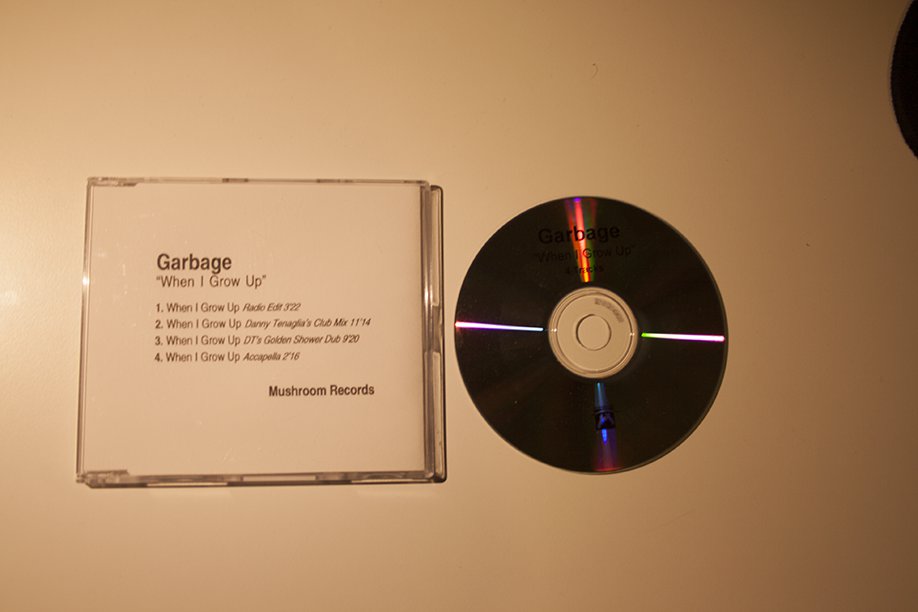 Garbage
"When I Grow Up"
1. When I Grow Up Radio Edit 3'22
2. When I Grow Up Danny Tenaglia's Club Mix 11'14
3. When I Grow Up DT's Golden Shower Dub 9'20
4. When I Grow Up Accapella 2'16
Mushroom Records
Garbage
"When I Grow Up"
4 Tracks